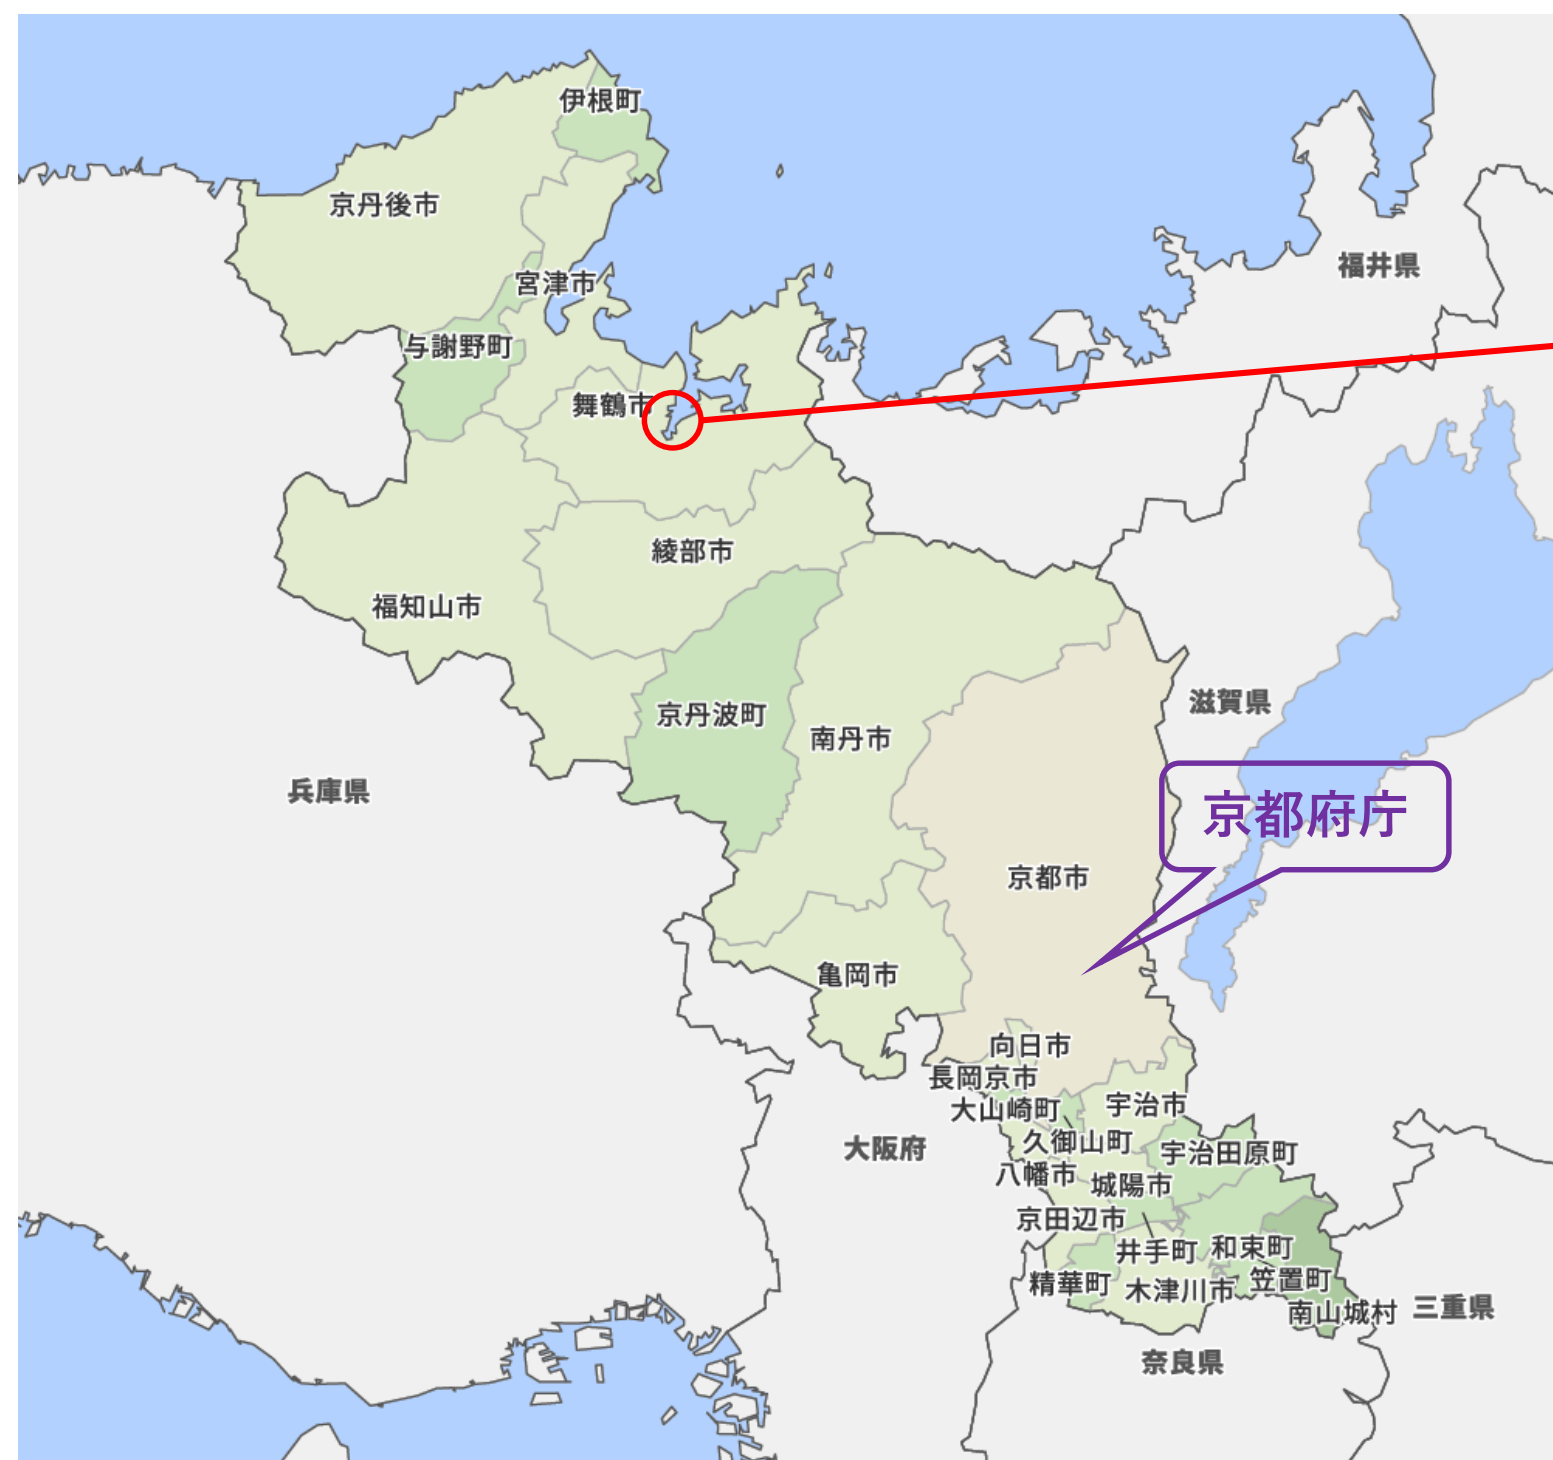 伊根町
京丹後市
福井県
宮津市
与謝野町
舞鶴市
綾部市
福知山市
滋賀県
京丹波町
南丹市
兵庫県
京都府庁
京都市
亀岡市
向日市
長岡京市
大山崎町
宇治市
久御山町
大阪府
宇治田原町
八幡市
城陽市
京田辺市
井手町
和束町
精華町
木津川市
笠置町
南山城村
三重県
奈良県